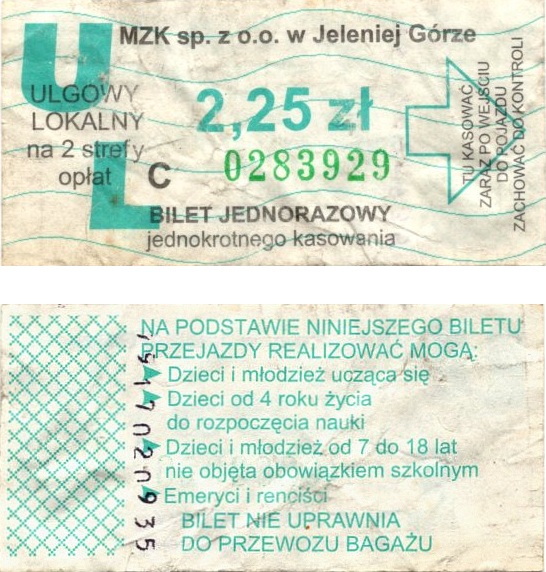 MZK sp. z o.o. w Jeleniej Górze
UL
ULGOWY
LOKALNY
na 2 strefy
opłat
2,25 zł
C 0283929
BILET JEDNORAZOWY
jednokrotnego kasowania
TU KASOWAĆ
ZARAZ PO WEJŚCIU
DO POJAZDU
ZACHOWAĆ DO KONTROLI
NA PODSTAWIE NINIEJSZEGO BILETU
PRZEJAZDY REALIZOWAĆ MOGĄ:
Dzieci i młodzież ucząca się
Dzieci od 4 roku życia
do rozpoczęcia nauki
Dzieci i młodzież od 7 do 18 lat
nie objęta obowiązkiem szkolnym
Emeryci i renciści
BILET NIE UPRAWNIA
DO PRZEWOZU BAGAŻU